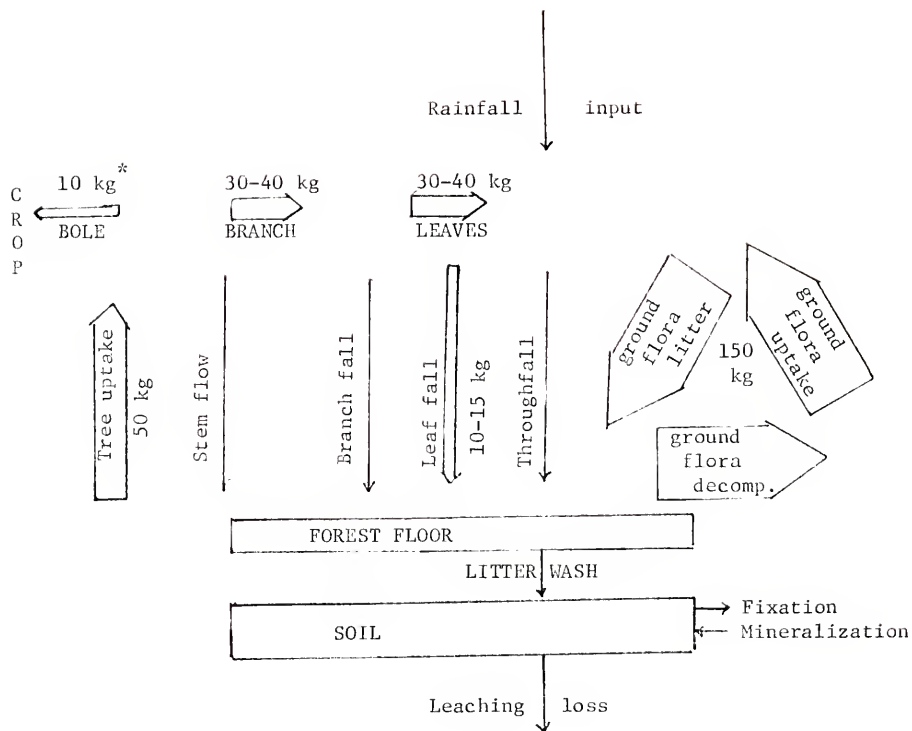 Rainfall input
C
R
O
P
10 kg*
BOLE
30-40 kg
BRANCH
30-40 kg
LEAVES
Tree uptake
50 kg
Stem flow
Branch fall
Leaf fall
10-15 kg
Throughfall
ground
flora
litter
150
kg
ground
flora
uptake
ground
flora
decomp.
FOREST FLOOR
LITTER WASH
SOIL
Fixation
Mineralization
Leaching loss